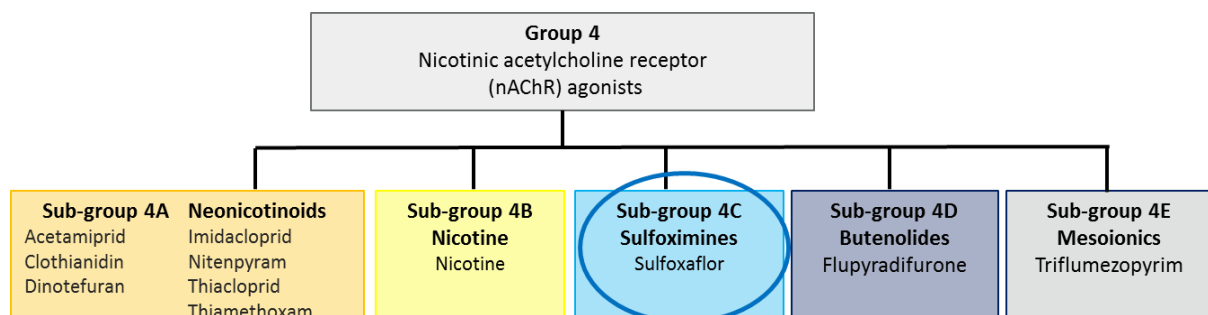 Group 4
Nicotinic acetylcholine receptor
(nAChR) agonists
Sub-group 4A Neonicotinoids
Acetamiprid Imidacloprid
Clothianidin Nitenpyram
Dinotefuran Thiacloprid
Thiamethoxam
Sub-group 4B
Nicotine
Nicotine
Sub-group 4C
Sulfoximines
Sulfoxaflor
Sub-group 4D
Butenolides
Flupyradifurone
Sub-group 4E
Mesoionics
Triflumezopyrim